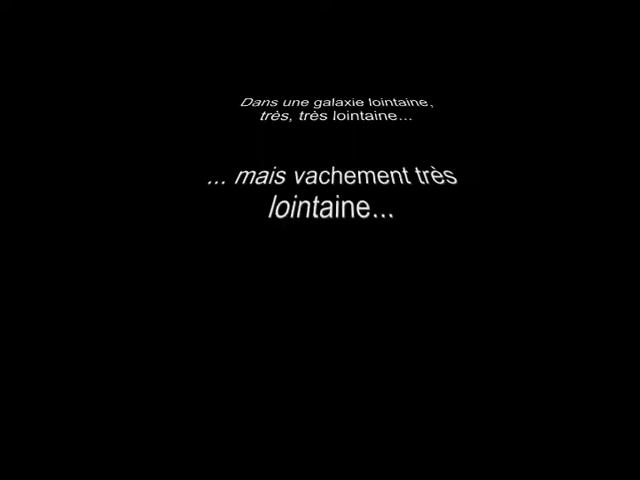 Dans une galaxie lointaine,
très, très lointaine...
... mais vachement très
lointaine...